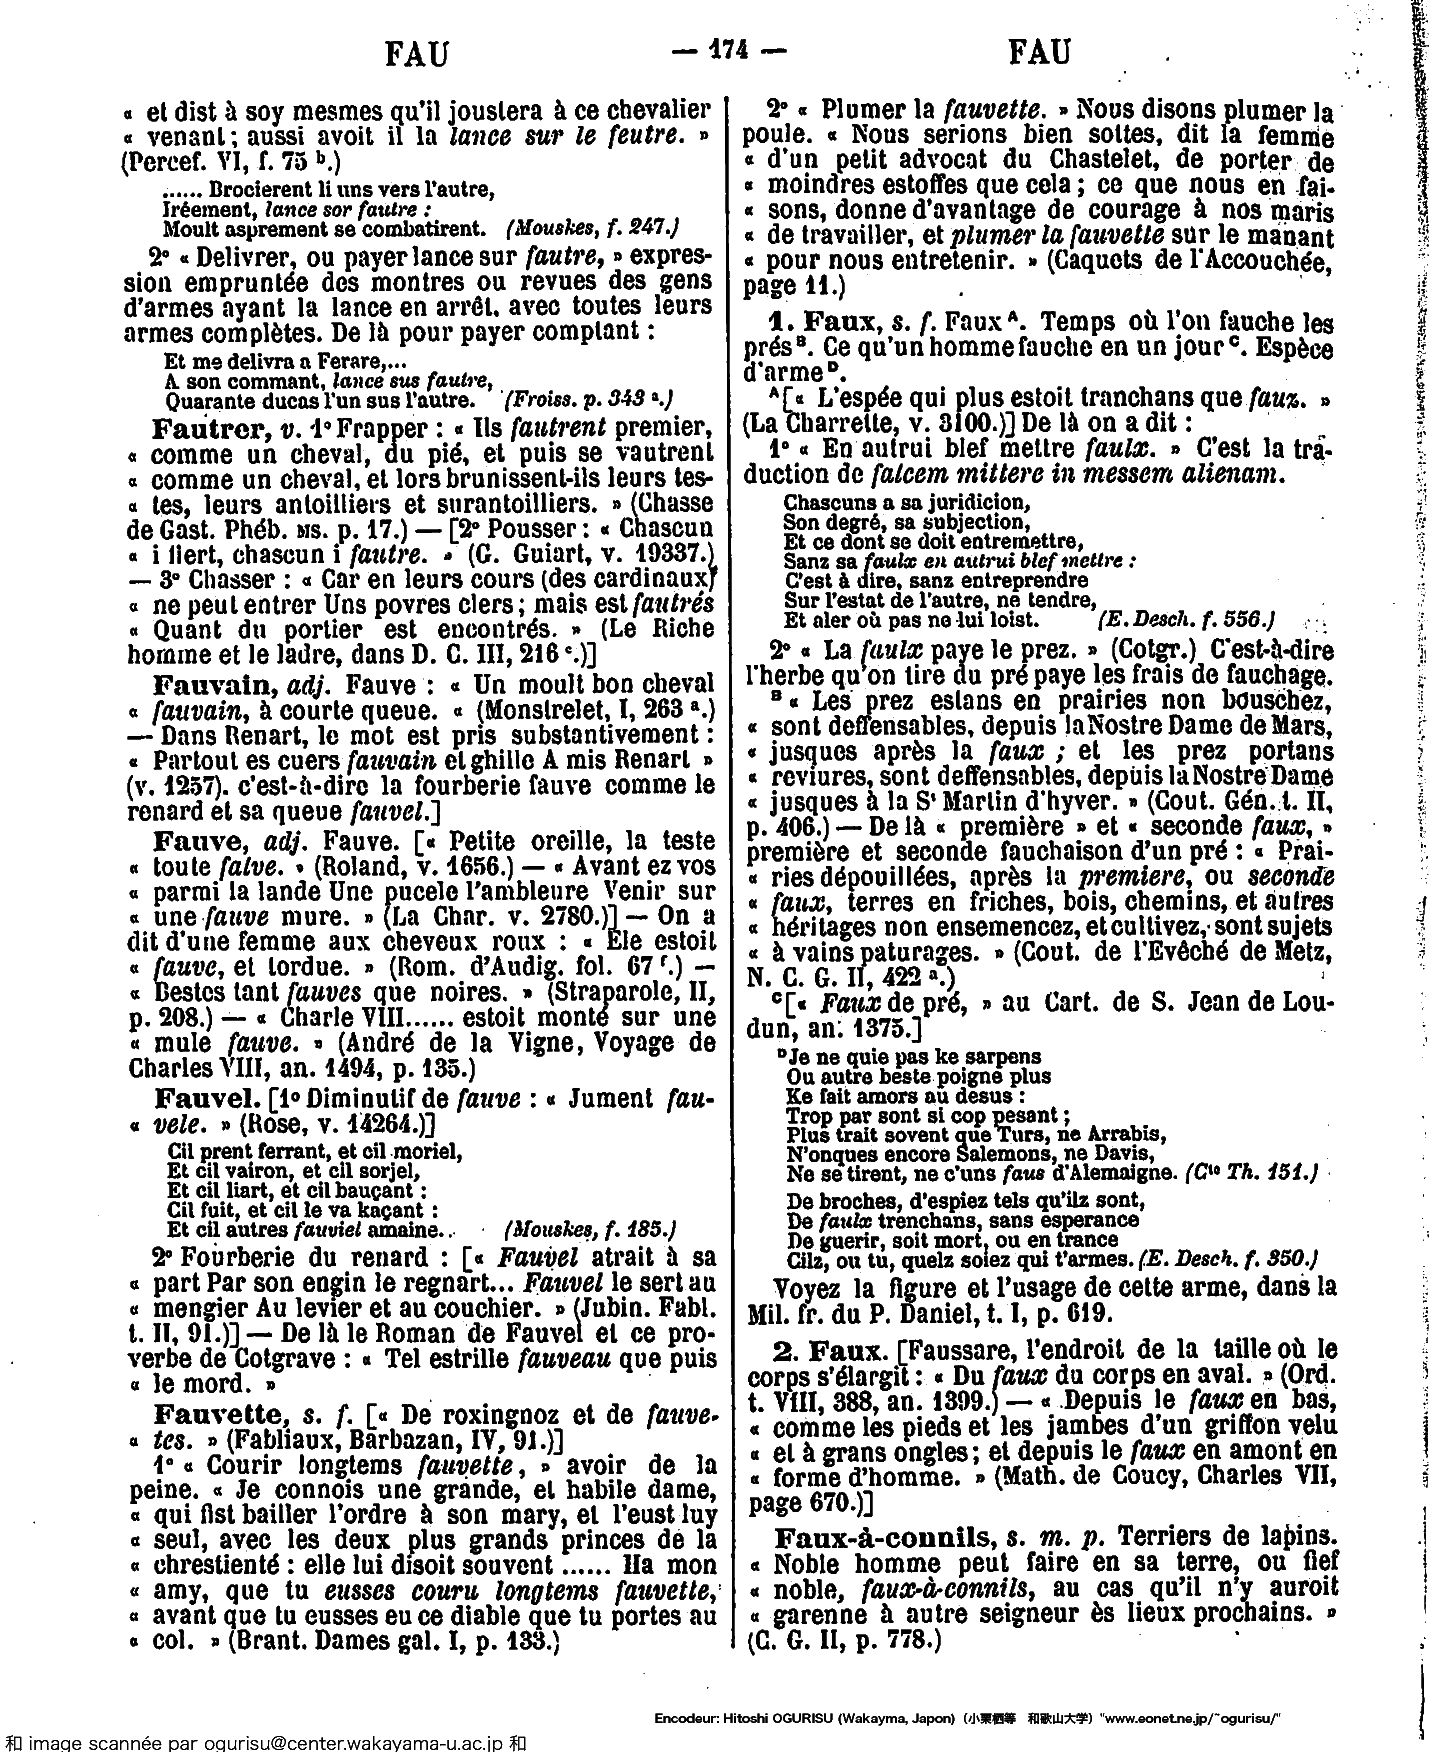 FAU — 174 — FAU
« et dist à soy mesmes qu'il joustera à ce chevalier
« venant; aussi avoit il la lance sur le feutre. »
(Percef. VI, f. 75 b.)
...... Brocierent li uns vers l'autre,
Iréement, lance sor fautre :
Moult asprement se combatirent. (Mouskes, f. 247.)
2° « Delivrer, ou payer lance sur fautre, » expres-
sion empruntée des montres ou revues des gens
d'armes ayant la lance en arrêt, avec toutes leurs
armes complètes. De là pour payer comptant :
Et me delivra a Ferare,...
A son commant, lance sus fautre,
Quarante ducas l'un sus l'autre. (Froiss. p. 343 a.)
Fautrer, v. 1° Frapper : « Ils fautrent premier,
« comme un cheval, du pié, et puis se vautrent
« comme un cheval, et lors brunissent-ils leurs tes-
« tes, leurs antoilliers et surantoilliers. » (Chasse
de Gast. Phéb. ms. p. 17.) — [2° Pousser : « Chascun
« i fiert, chascun i fautre. » (G. Guiart, v. 19337.)
— 3° Chasser : « Car en leurs cours (des cardinaux)
« ne peut entrer Uns povres clers; mais est fautrés
« Quant du portier est encontrés. » (Le Riche
homme et le ladre, dans D. C. III, 216 c.)]
Fauvain, adj. Fauve : « Un moult bon cheval
« fauvain, à courte queue. « (Monstrelet, I, 263 a.)
— Dans Renart, le mot est pris substantivement :
« Partout es cuers fauvain et ghille A mis Renart »
(v. 1257). c'est-à-dire la fourberie fauve comme le
renard et sa queue fauvel.]
Fauve, adj. Fauve. [« Petite oreille, la teste
« toute falve. » (Roland, v. 1656.) — « Avant ez vos
« parmi la lande Une pucele l'ambleure Venir sur
« une fauve mure. » (La Char. v. 2780.)] — On a
dit d'une femme aux cheveux roux : « Ele estoit
« fauve, et tordue. » (Rom. d'Audig. fol. 67 f.) —
« Bestes tant fauves que noires. » (Straparole, II,
p. 208.) — « Charle VIII...... estoit monté sur une
« mule fauve. » (André de la Vigne, Voyage de
Charles VIII, an. 1494, p. 135.)
Fauvel. [1° Diminutif de fauve : « Jument fau-
« vele. » (Rose, v. 14264.)]
Cil prent ferrant, et cil moriel,
Et cil vairon, et cil sorjel,
Et cil liart, et cil bauçant :
Cil fuit, et cil le va kaçant :
Et cil autres fauviel amaine.. (Mouskes, f. 185.)
2° Fourberie du renard : [« Fauvel atrait à sa
« part Par son engin le regnart... Fauvel le sert au
« mengier Au levier et au couchier. » (Jubin. Fabl.
t. II, 91.)] — De là le Roman de Fauvel et ce pro-
verbe de Cotgrave : « Tel estrille fauveau que puis
« le mord. »
Fauvette, s. f. [« De roxingnoz et de fauve-
« tes. » (Fabliaux, Barbazan, IV, 91.)]
1° « Courir longtems fauvette, » avoir de la
peine. « Je connois une grande, et habile dame,
« qui fist bailler l'ordre à son mary, et l'eust luy
« seul, avec les deux plus grands princes de la
« chrestienté : elle lui disoit souvent ...... Ha mon
« amy, que tu eusses couru longtems fauvette,
« avant que tu eusses eu ce diable que tu portes au
« col. » (Brant. Dames gal. I, p. 133.)
2° « Plumer la fauvette. » Nous disons plumer la
poule. « Nous serions bien sottes, dit la femme
« d'un petit advocat du Chastelet, de porter de
« moindres estoffes que cela; ce que nous en fai-
« sons, donne d'avantage de courage à nos maris
« de travailler, et plumer la fauvette sur le manant
« pour nous entretenir. » (Caquets de l'Accouchée,
page 11.)
1. Faux, s. f. Faux A. Temps où l'on fauche les
prés B. Ce qu'un homme fauche en un jour C. Espèce
d'arme D.
A [« L'espée qui plus estoit tranchans que fauz. »
(La Charrette, v. 3100.)] De là on a dit :
1° « En autrui blef mettre faulx. » C'est la tra-
duction de falcem mittere in messem alienam.
Chascuns a sa juridicion,
Son degré, sa subjection,
Et ce dont se doit entremettre,
Sanz sa faulx en autrui blef mettre :
C'est à dire, sanz entreprendre
Sur l'estat de l'autre, ne tendre,
Et aler où pas ne lui loist. (E. Desch. f. 556.)
2° « La faulx paye le prez. » (Cotgr.) C'est-à-dire
l'herbe qu'on tire du pré paye les frais de fauchage.
B « Les prez estans en prairies non bouschez,
« sont deffensables, depuis la Nostre Dame de Mars,
« jusques après la faux ; et les prez portans
« reviures, sont deffensables, depuis la Nostre Dame
« jusques à la St Martin d'hyver. » (Cout. Gén. t. II,
p. 406.) — De là « première » et « seconde faux, »
première et seconde fauchaison d'un pré : « Prai-
« ries dépouillées, après la premiere, ou seconde
« faux, terres en friches, bois, chemins, et autres
« héritages non ensemencez, et cultivez, sont sujets
« à vains paturages. » (Cout. de l'Evêché de Metz,
N. C. G. II, 422 a.)
C [« Faux de pré, » au Cart. de S. Jean de Lou-
dun, an. 1375.]
D Je ne quie pas ke sarpens
Ou autre beste poigne plus
Ke fait amors au desus :
Trop par sont si cop pesant ;
Plus trait sovent que Turs, ne Arrabis,
N'onques encore Salemons, ne Davis,
Ne se tirent, ne c'uns faus d'Alemaigne. (Cte Th. 151.)
De broches, d'espiez tels qu'ilz sont,
De faulx trenchans, sans esperance
De guerir, soit mort, ou en trance
Cilz, ou tu, quelz soiez qui t'armes. (E. Desch. f. 350.)
Voyez la figure et l'usage de cette arme, dans la
Mil. fr. du P. Daniel, t. I, p. 619.
2. Faux. [Faussare, l'endroit de la taille où le
corps s'élargit : « Du faux du corps en aval. » (Ord.
t. VIII, 388, an. 1399.) — « Depuis le faux en bas,
« comme les pieds et les jambes d'un griffon velu
« et à grans ongles; et depuis le faux en amont en
« forme d'homme. » (Math. de Coucy, Charles VII,
page 670.)]
Faux-à-connils, s. m. p. Terriers de lapins.
« Noble homme peut faire en sa terre, ou fief
« noble, faux-à-connils, au cas qu'il n'y auroit
« garenne à autre seigneur ès lieux prochains. »
(C. G. II, p. 778.)
Encodeur: Hitoshi OGURISU (Wakayma, Japon) (小栗栖等 和歌山大学) "www.eonet.ne.jp/~ogurisu/"
和 image scannée par ogurisu@center.wakayama-u.ac.jp 和